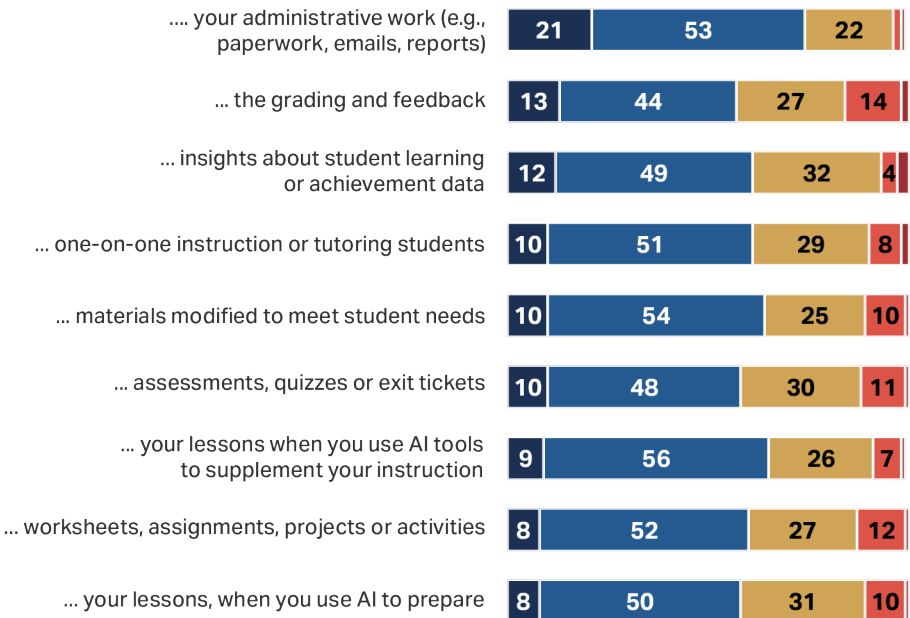 .... your administrative work (e.g.,
paperwork, emails, reports)
21 53 22
... the grading and feedback
13 44 27 14
... insights about student learning
or achievement data
12 49 32 4
... one-on-one instruction or tutoring students
10 51 29 8
... materials modified to meet student needs
10 54 25 10
... assessments, quizzes or exit tickets
10 48 30 11
... your lessons when you use AI tools
to supplement your instruction
9 56 26 7
... worksheets, assignments, projects or activities
8 52 27 12
... your lessons, when you use AI to prepare
8 50 31 10